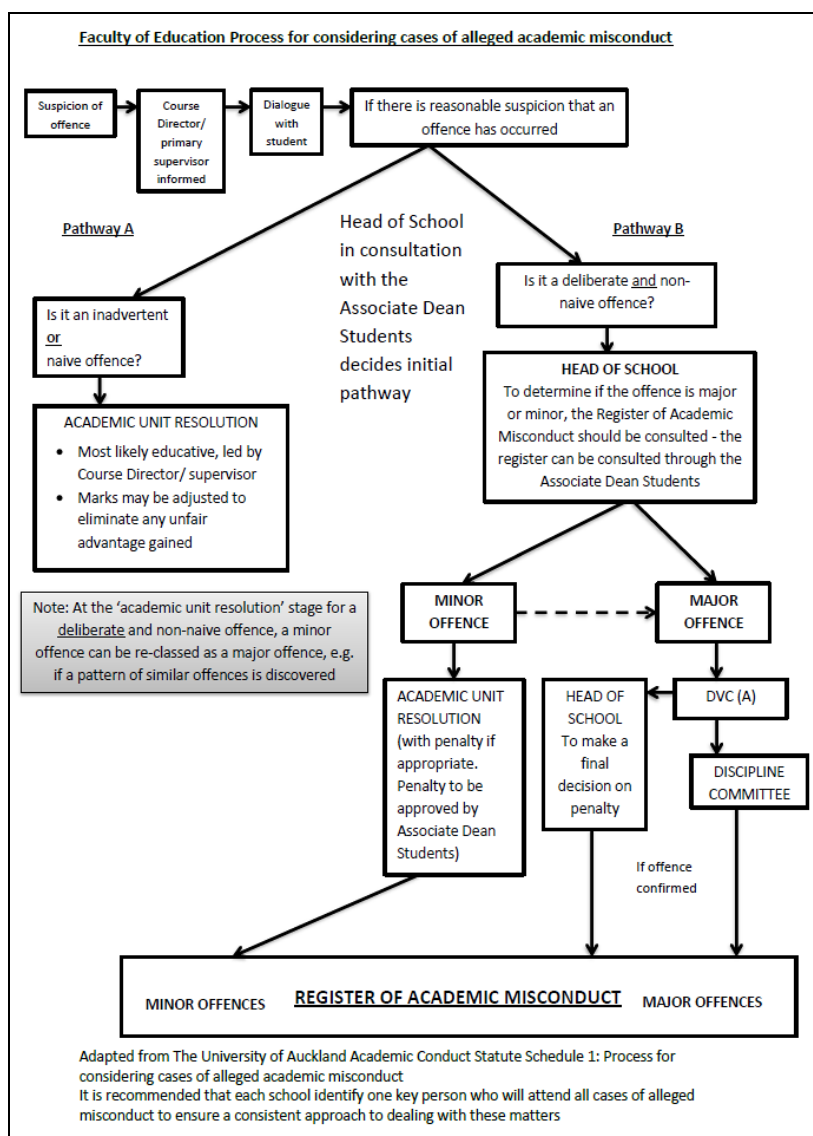 Faculty of Education Process for considering cases of alleged academic misconduct
Suspicion of
offence
Course
Director/
primary
supervisor
informed
Dialogue
with
student
If there is reasonable suspicion that an
offence has occurred
Pathway A
Head of School
in consultation
with the
Associate Dean
Students
decides initial
pathway
Pathway B
Is it an inadvertent
or
naive offence?
Is it a deliberate and non-
naive offence?
ACADEMIC UNIT RESOLUTION
• Most likely educative, led by
Course Director/ supervisor
• Marks may be adjusted to
eliminate any unfair
advantage gained
HEAD OF SCHOOL
To determine if the offence is major
or minor, the Register of Academic
Misconduct should be consulted - the
register can be consulted through the
Associate Dean Students
Note: At the ‘academic unit resolution’ stage for a
deliberate and non-naive offence, a minor
offence can be re-classed as a major offence, e.g.
if a pattern of similar offences is discovered
MINOR
OFFENCE
MAJOR
OFFENCE
ACADEMIC UNIT
RESOLUTION
(with penalty if
appropriate.
Penalty to be
approved by
Associate Dean
Students)
HEAD OF
SCHOOL
To make a
final
decision on
penalty
DVC (A)
DISCIPLINE
COMMITTEE
If offence
confirmed
MINOR OFFENCES
REGISTER OF ACADEMIC MISCONDUCT
MAJOR OFFENCES
Adapted from The University of Auckland Academic Conduct Statute Schedule 1: Process for
considering cases of alleged academic misconduct
It is recommended that each school identify one key person who will attend all cases of alleged
misconduct to ensure a consistent approach to dealing with these matters